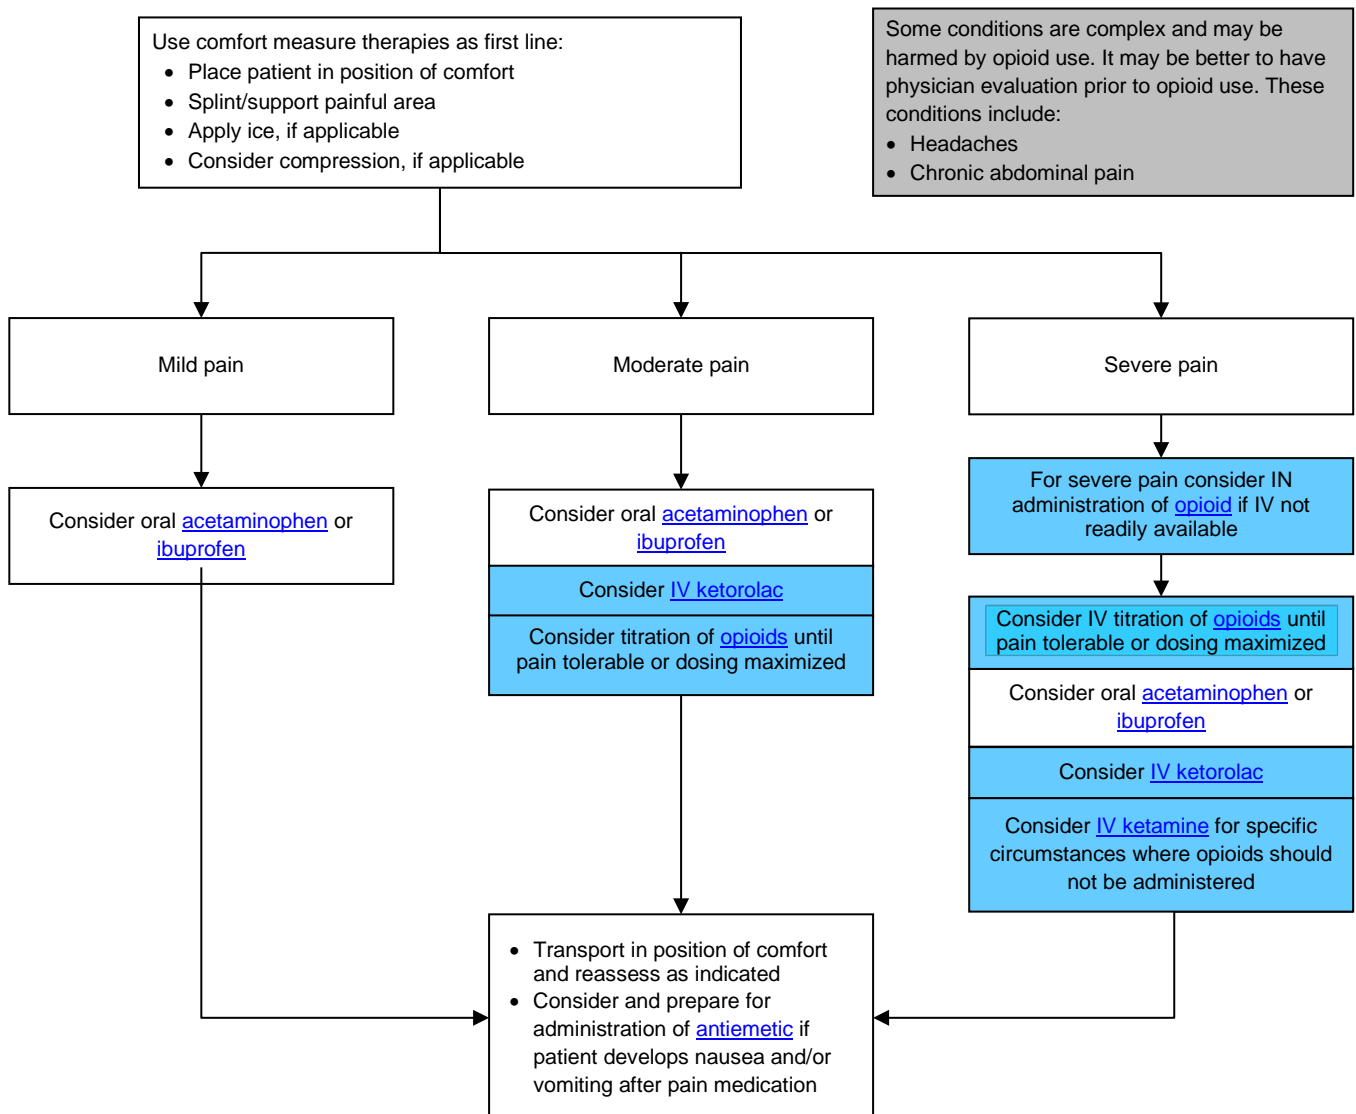 Use comfort measure therapies as first line:
• Place patient in position of comfort
• Splint/support painful area
• Apply ice, if applicable
• Consider compression, if applicable
Some conditions are complex and may be
harmed by opioid use. It may be better to have
physician evaluation prior to opioid use. These
conditions include:
• Headaches
• Chronic abdominal pain
Mild pain
Moderate pain
Severe pain
Consider oral acetaminophen or
ibuprofen
Consider oral acetaminophen or
ibuprofen
Consider IV ketorolac
Consider titration of opioids until
pain tolerable or dosing maximized
For severe pain consider IN
administration of opioid if IV not
readily available
Consider IV titration of opioids until
pain tolerable or dosing maximized
Consider oral acetaminophen or
ibuprofen
Consider IV ketorolac
Consider IV ketamine for specific
circumstances where opioids should
not be administered
• Transport in position of comfort
and reassess as indicated
• Consider and prepare for
administration of antiemetic if
patient develops nausea and/or
vomiting after pain medication